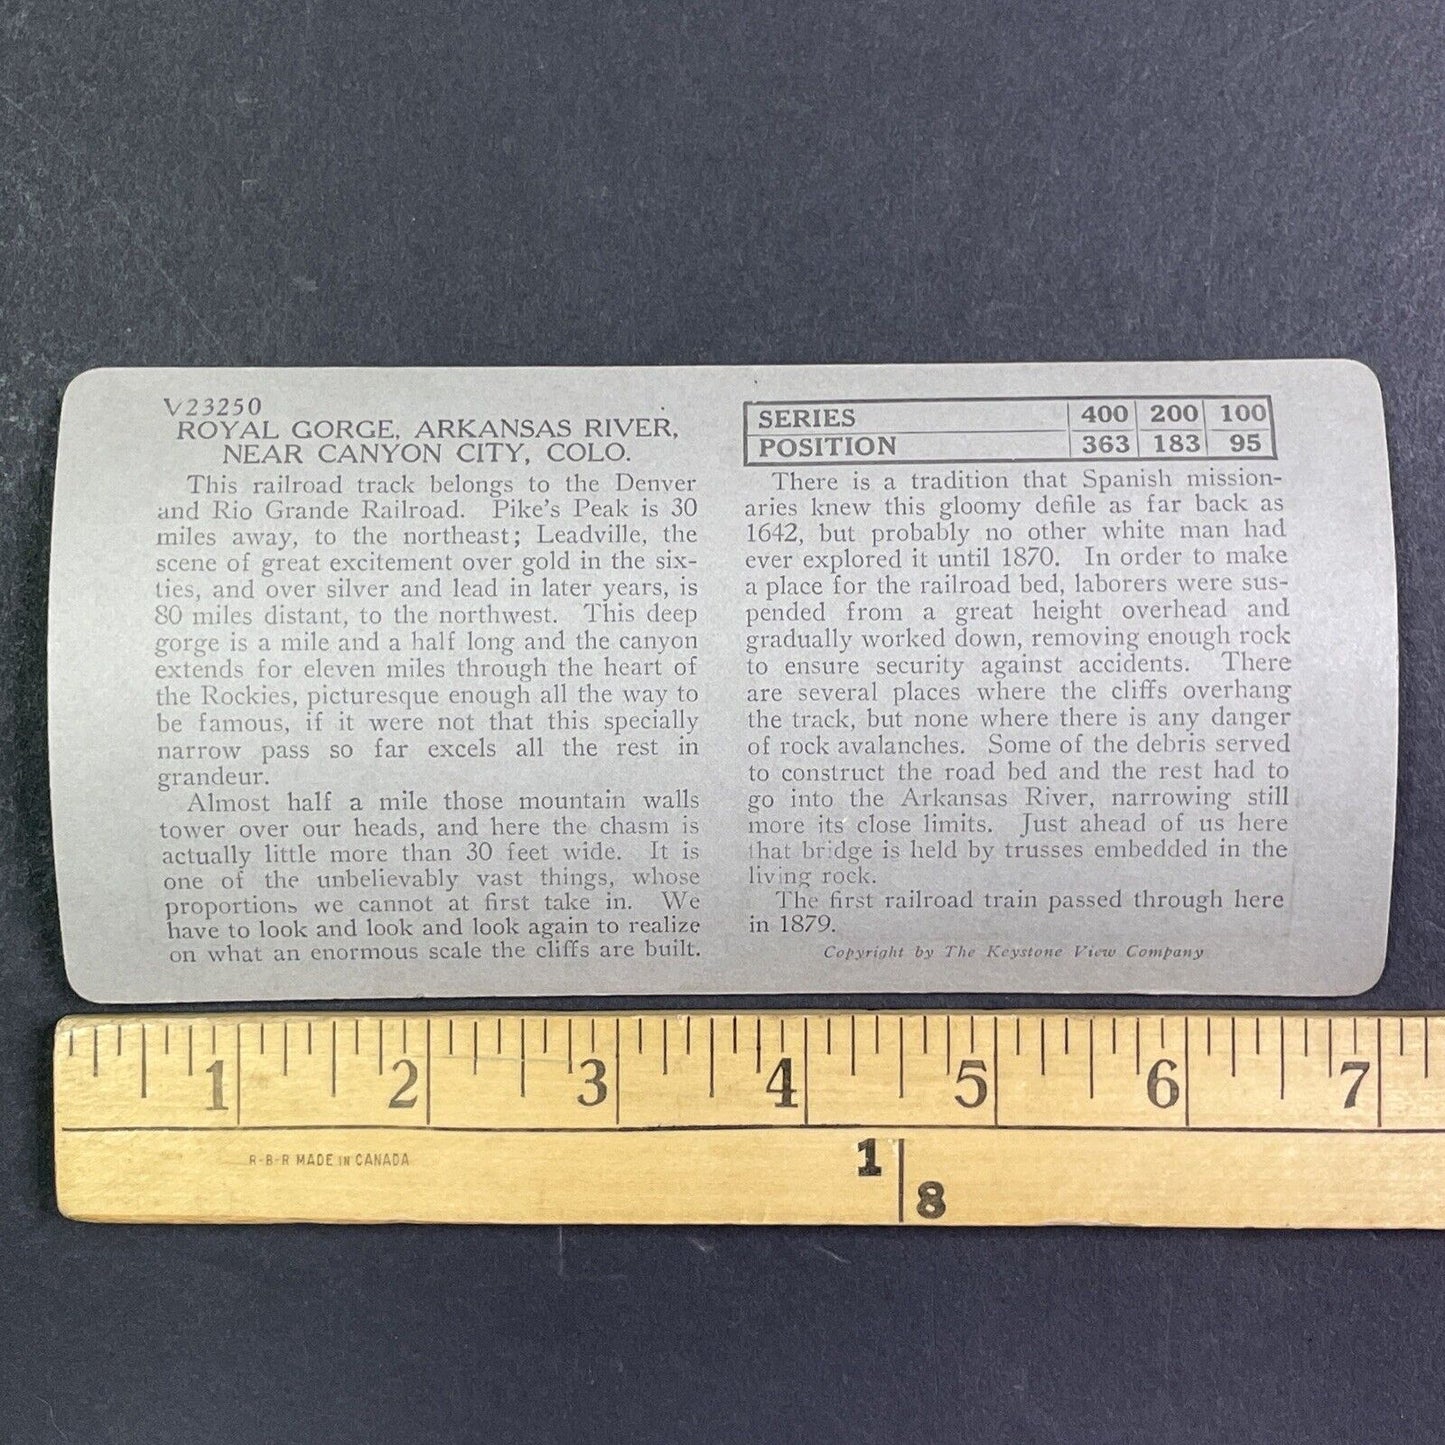 V23250
ROYAL GORGE, ARKANSAS RIVER,
NEAR CANYON CITY, COLO.
This railroad track belongs to the Denver
and Rio Grande Railroad. Pike's Peak is 30
miles away, to the northeast; Leadville, the
scene of great excitement over gold in the six-
ties, and over silver and lead in later years, is
80 miles distant, to the northwest. This deep
gorge is a mile and a half long and the canyon
extends for eleven miles through the heart of
the Rockies, picturesque enough all the way to
be famous, if it were not that this specially
narrow pass so far excels all the rest in
grandeur.
Almost half a mile those mountain walls
tower over our heads, and here the chasm is
actually little more than 30 feet wide. It is
one of the unbelievably vast things, whose
proportions we cannot at first take in. We
have to look and look and look again to realize
on what an enormous scale the cliffs are built.
SERIES 400 200 100
POSITION 363 183 95
There is a tradition that Spanish mission-
aries knew this gloomy defile as far back as
1642, but probably no other white man had
ever explored it until 1870. In order to make
a place for the railroad bed, laborers were sus-
pended from a great height overhead and
gradually worked down, removing enough rock
to ensure security against accidents. There
are several places where the cliffs overhang
the track, but none where there is any danger
of rock avalanches. Some of the debris served
to construct the road bed and the rest had to
go into the Arkansas River, narrowing still
more its close limits. Just ahead of us here
that bridge is held by trusses embedded in the
living rock.
The first railroad train passed through here
in 1879.
Copyright by The Keystone View Company
1 2 3 4 5 6 7
R-B-R MADE IN CANADA
1
8